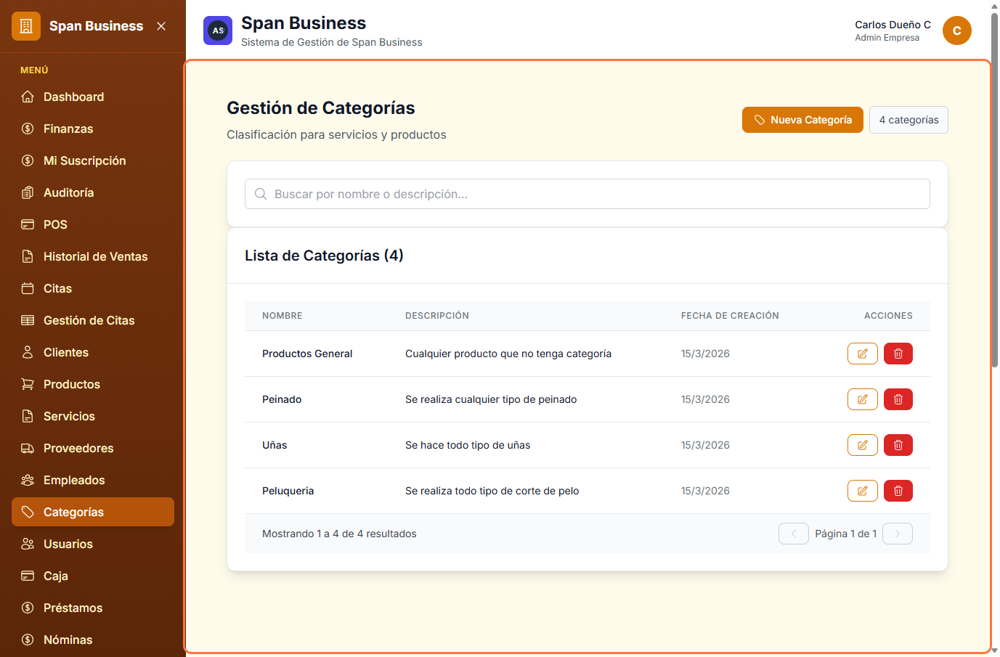 Span Business
MENÚ
Dashboard
Finanzas
Mi Suscripción
Auditoría
POS
Historial de Ventas
Citas
Gestión de Citas
Clientes
Productos
Servicios
Proveedores
Empleados
Categorías
Usuarios
Caja
Préstamos
Nóminas
AS
Span Business
Sistema de Gestión de Span Business
Carlos Dueño C
Admin Empresa
C
Gestión de Categorías
Clasificación para servicios y productos
Nueva Categoría
4 categorías
Buscar por nombre o descripción...
Lista de Categorías (4)
NOMBRE DESCRIPCIÓN FECHA DE CREACIÓN ACCIONES
Productos General Cualquier producto que no tenga categoría 15/3/2026
Peinado Se realiza cualquier tipo de peinado 15/3/2026
Uñas Se hace todo tipo de uñas 15/3/2026
Peluqueria Se realiza todo tipo de corte de pelo 15/3/2026
Mostrando 1 a 4 de 4 resultados Página 1 de 1